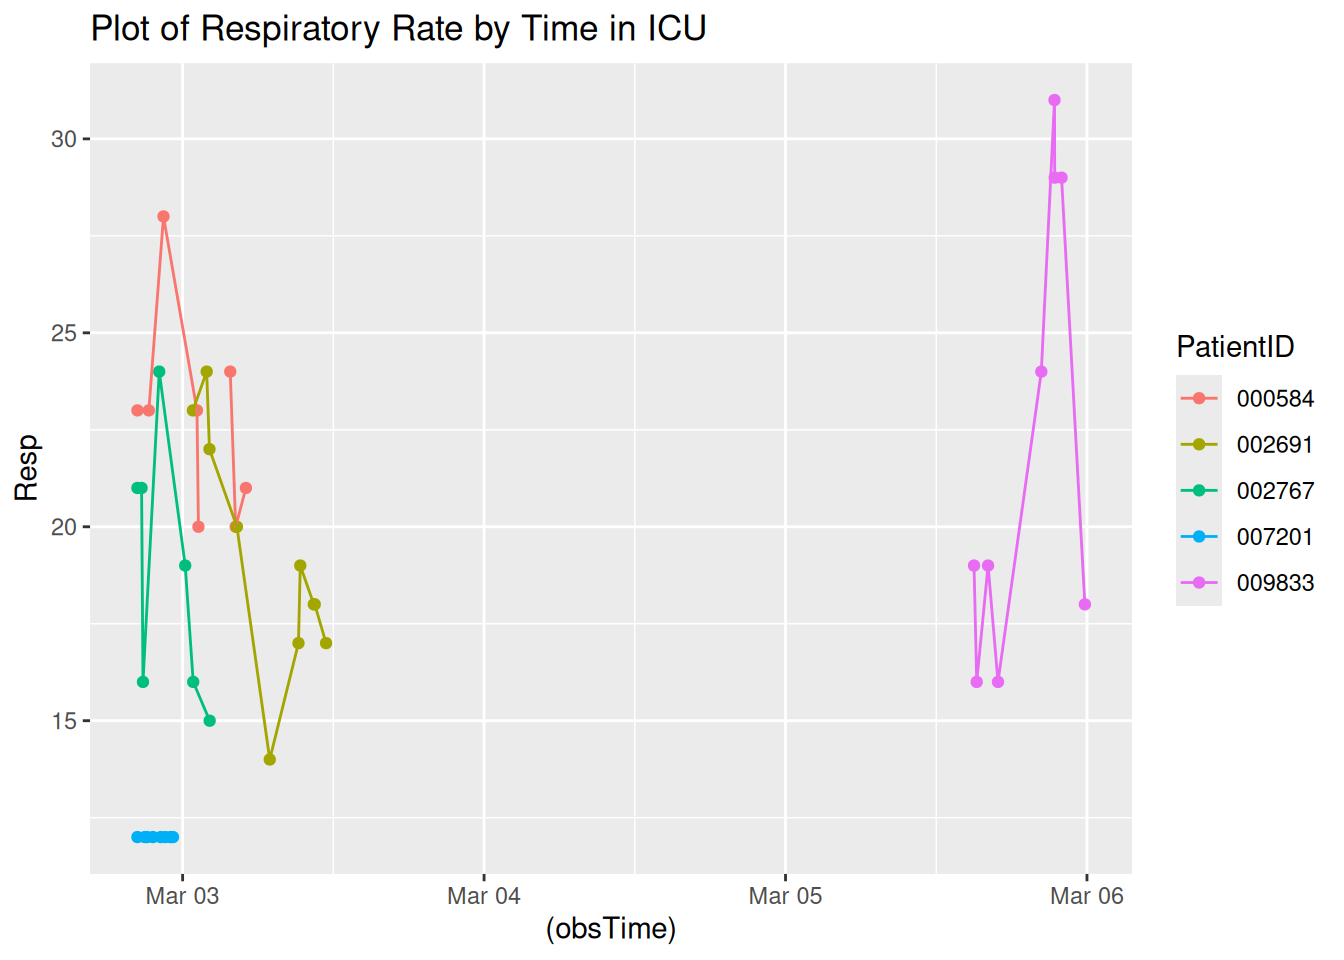 Plot of Respiratory Rate by Time in ICU
30
25
20
15
Resp
Mar 03 Mar 04 Mar 05 Mar 06
(obsTime)
PatientID
000584
002691
002767
007201
009833